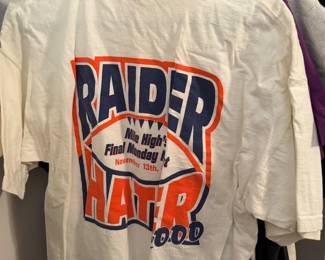 RAIDER
Mile High's
Final Monday
November 13th,
HATER
2000